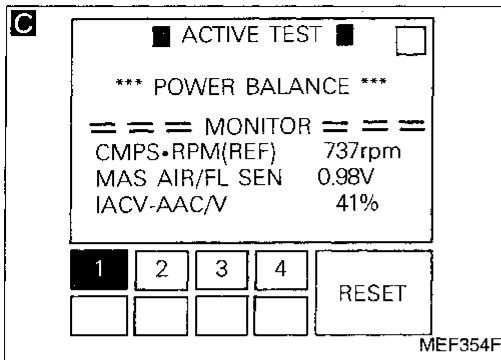 C
ACTIVE TEST
*** POWER BALANCE ***
= = = MONITOR = = =
CMPS•RPM(REF) 737rpm
MAS AIR/FL SEN 0.98V
IACV-AAC/V 41%
1 2 3 4
RESET
MEF354F